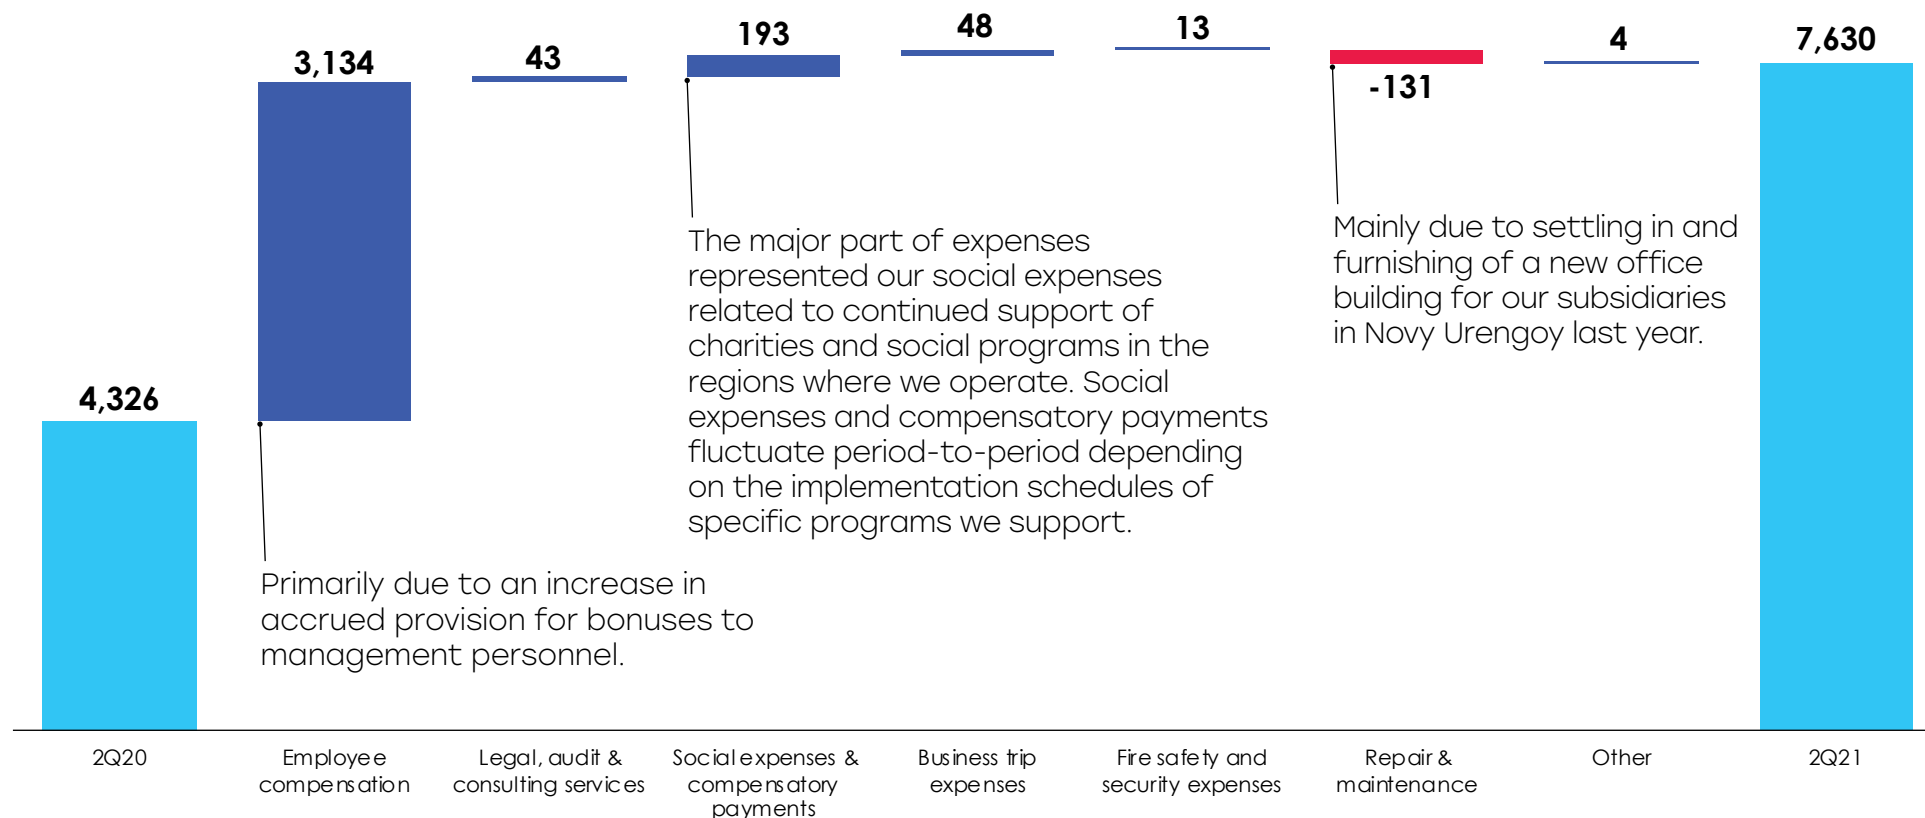 4,326
3,134
43
193
48
13
-131
4
7,630
The major part of expenses
represented our social expenses
related to continued support of
charities and social programs in the
regions where we operate. Social
expenses and compensatory payments
fluctuate period-to-period depending
on the implementation schedules of
specific programs we support.
Mainly due to settling in and
furnishing of a new office
building for our subsidiaries
in Novy Urengoy last year.
Primarily due to an increase in
accrued provision for bonuses to
management personnel.
2Q20
Employee
compensation
Legal, audit &
consulting services
Social expenses &
compensatory
payments
Business trip
expenses
Fire safety and
security expenses
Repair &
maintenance
Other
2Q21